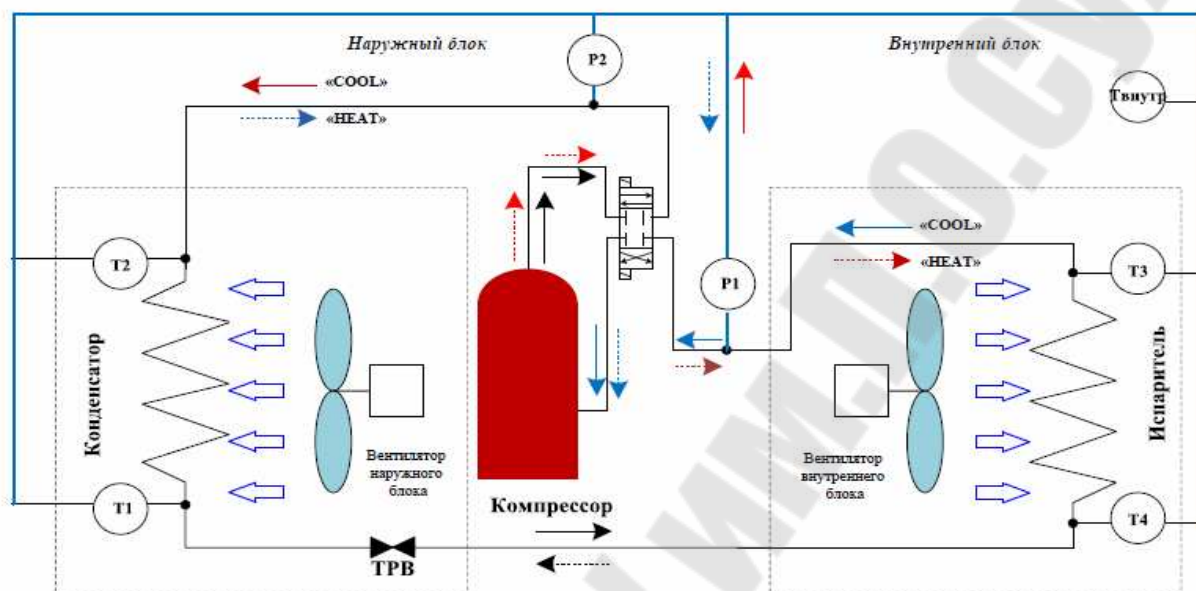 Наружный блок
P2
Внутренний блок
«COOL»
«HEAT»
Tвнутр
«COOL»
«HEAT»
T2
P1
T3
Конденсатор
Испаритель
Вентилятор
наружного
блока
Вентилятор
внутреннего
блока
T1
Компрессор
T4
ТРВ